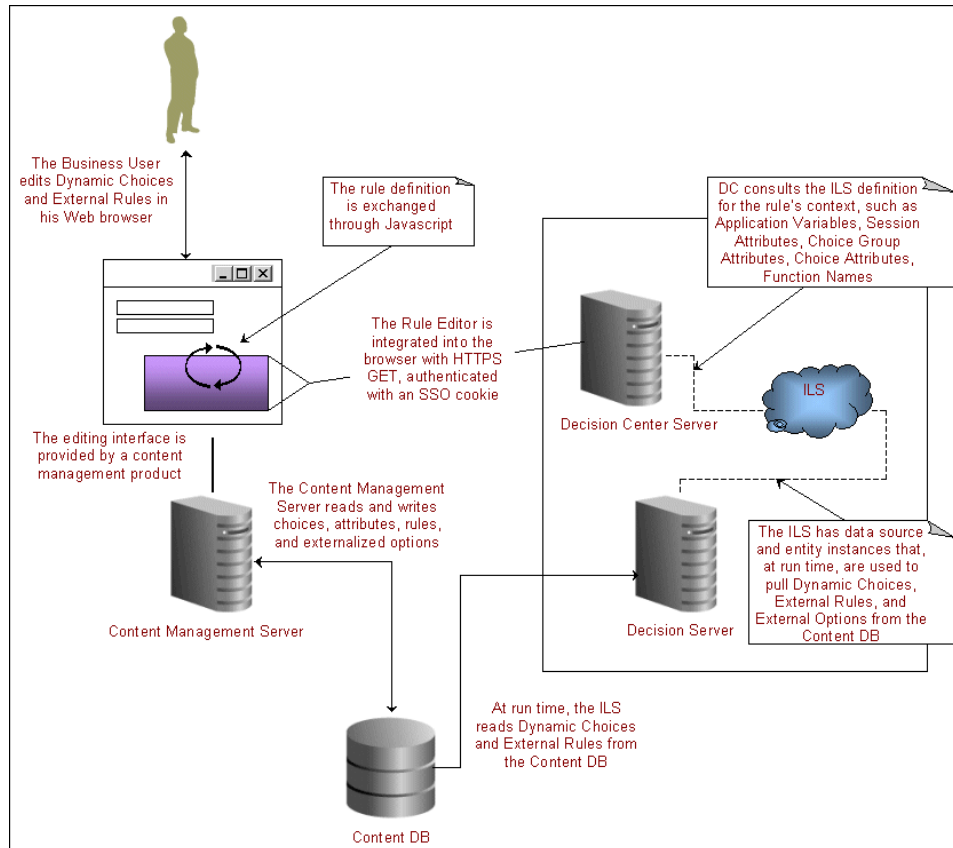 The Business User
edits Dynamic Choices
and External Rules in
his Web browser
The rule definition
is exchanged
through Javascript
DC consults the ILS definition
for the rule's context, such as
Application Variables, Session
Attributes, Choice Group
Attributes, Choice Attributes,
Function Names
The Rule Editor is
integrated into the
browser with HTTPS
GET, authenticated
with an SSO cookie
ILS
Decision Center Server
The editing interface is
provided by a content
management product
The Content Management
Server reads and writes
choices, attributes, rules,
and externalized options
Content Management Server
Decision Server
The ILS has data source
and entity instances that,
at run time, are used to
pull Dynamic Choices,
External Rules, and
External Options from the
Content DB
At run time, the ILS
reads Dynamic Choices
and External Rules from
the Content DB
Content DB